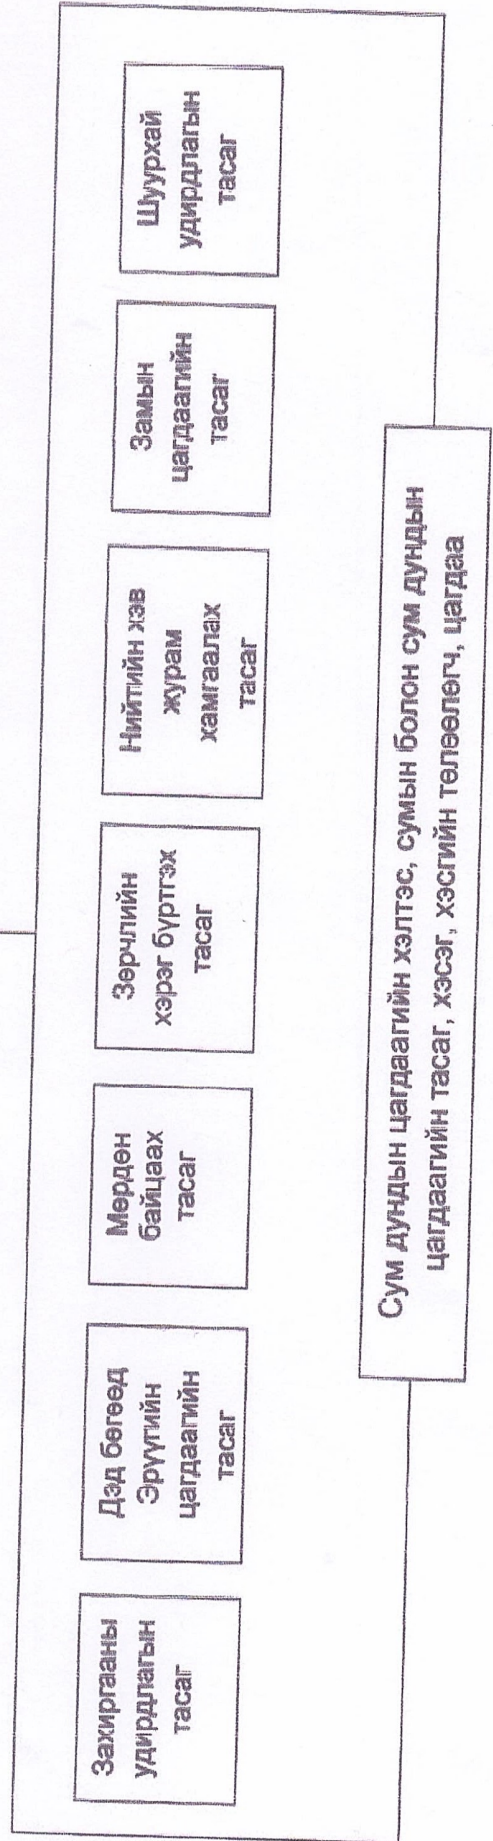 Захиргааны
удирдлагын
тасаг
Дэд бөгөөд
Эрүүгийн
цагдаагийн
тасаг
Мөрдөн
байцаах
тасаг
Зөрчлийн
хэрэг бүртгэх
тасаг
Нийтийн хэв
журам
хамгаалах
тасаг
Замын
цагдаагийн
тасаг
Шуурхай
удирдлагын
тасаг
Сум дундын цагдаагийн хэлтэс, сумын болон сум дундын
цагдаагийн тасаг, хэсэг, хэсгийн төлөөлөгч, цагдаа